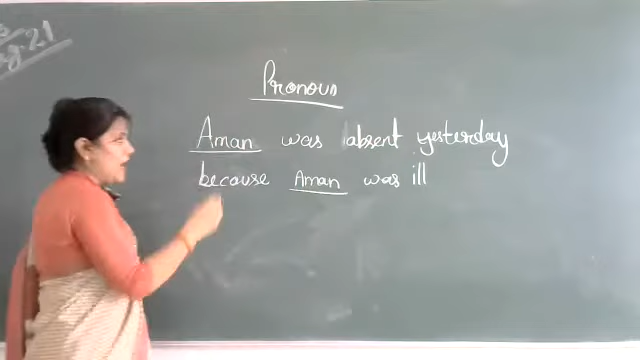 Pronoun
Aman was absent yesterday
because Aman was ill